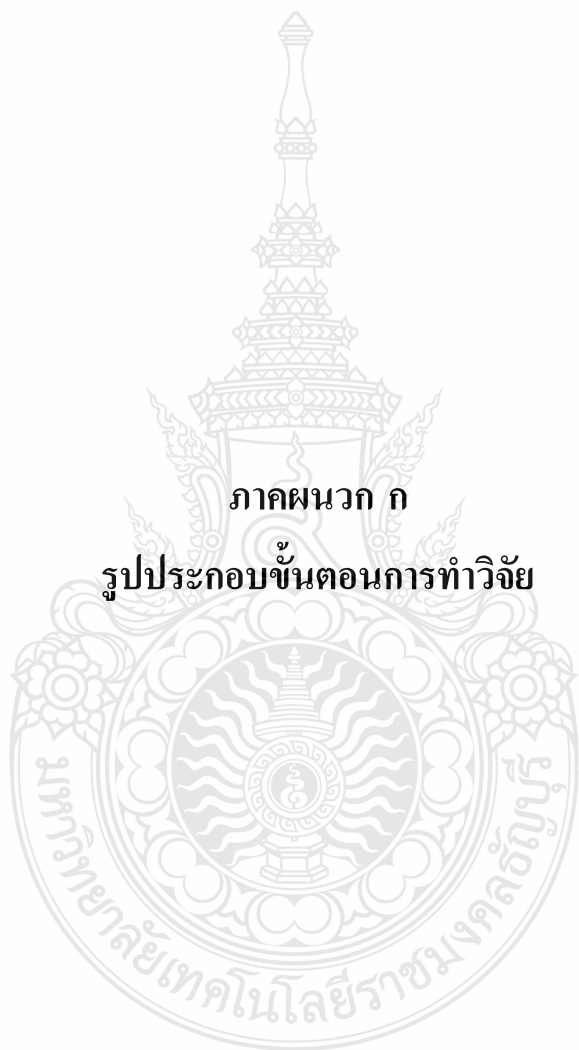 ภาคผนวก ก
รูปประกอบขั้นตอนการทำวิจัย
มหาวิทยาลัยเทคโนโลยีราชมงคลธัญบุรี